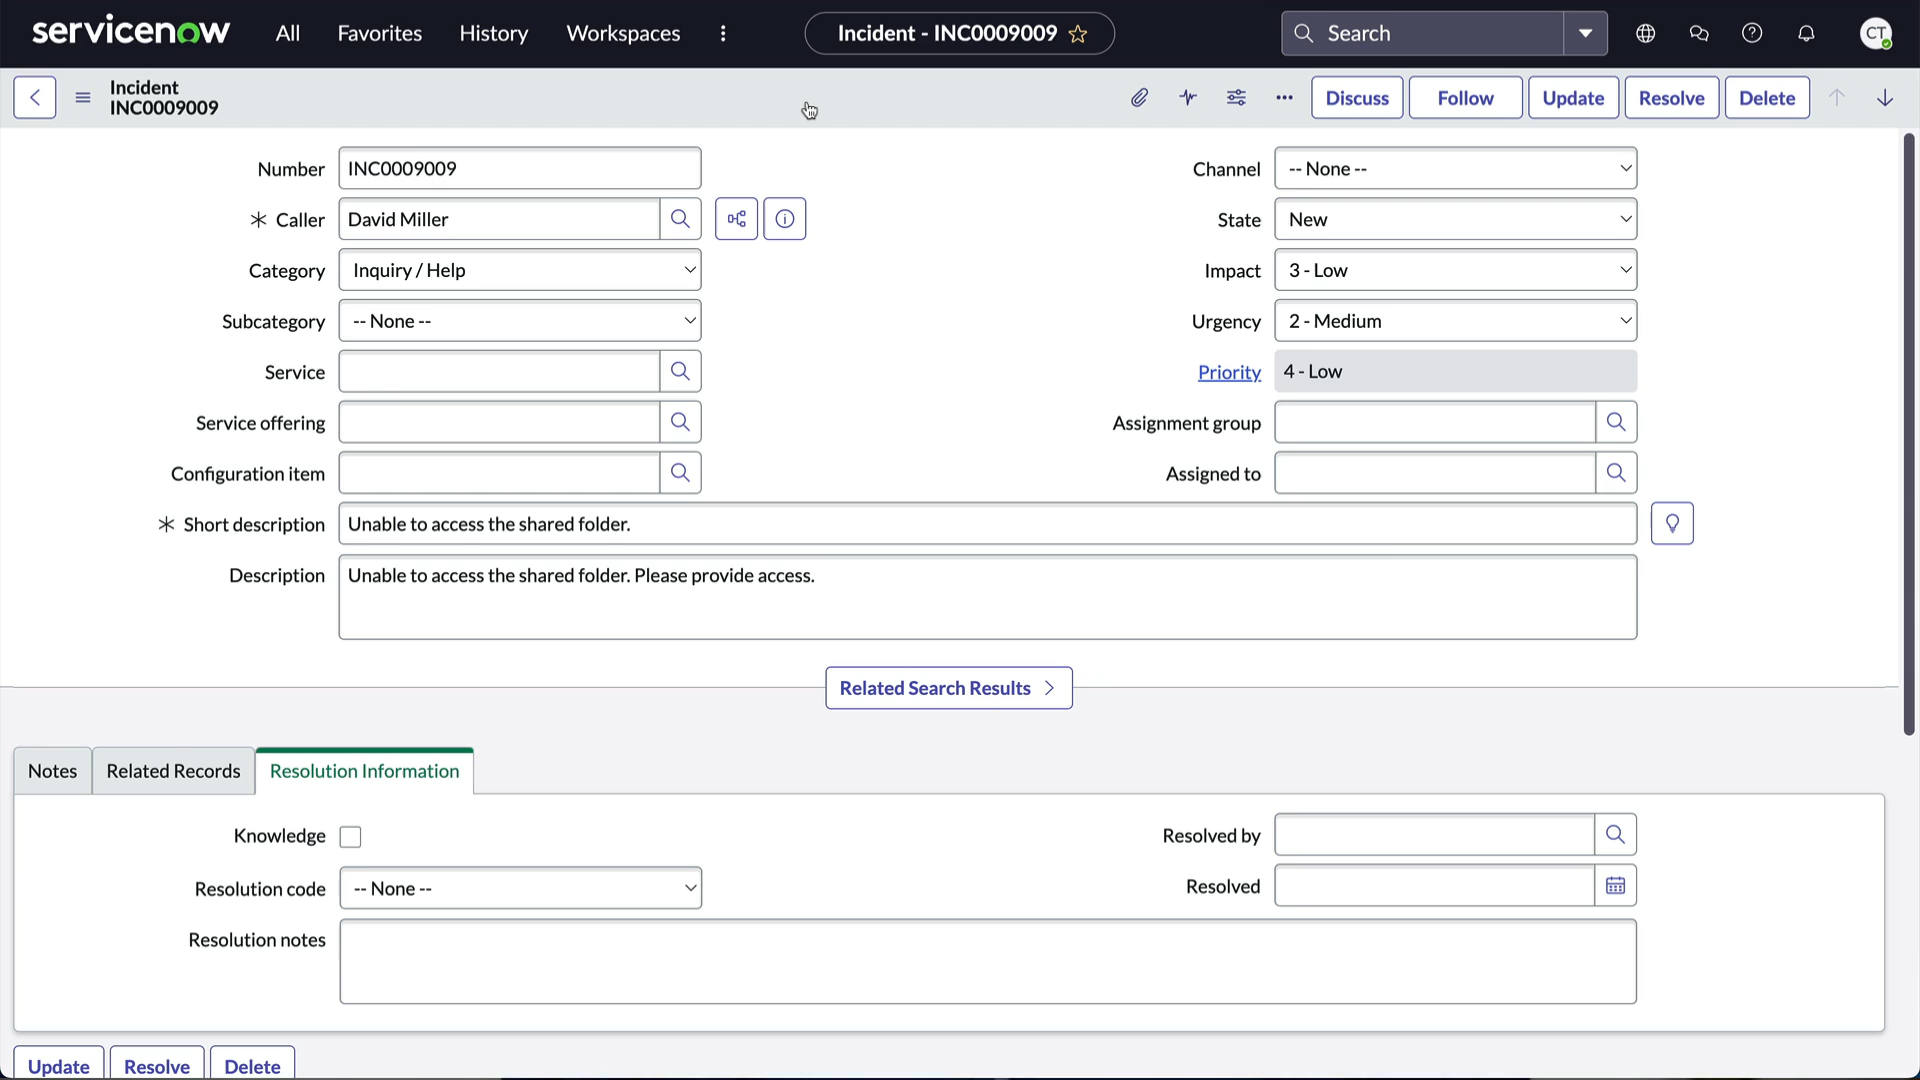 servicenow All Favorites History Workspaces Incident - INC0009009 Search CT
Incident
INC0009009
Discuss Follow Update Resolve Delete
Number INC0009009 Channel -- None --
* Caller David Miller State New
Category Inquiry / Help Impact 3 - Low
Subcategory -- None -- Urgency 2 - Medium
Service Priority 4 - Low
Service offering Assignment group
Configuration item Assigned to
* Short description Unable to access the shared folder.
Description Unable to access the shared folder. Please provide access.
Related Search Results
Notes Related Records Resolution Information
Knowledge Resolved by
Resolution code -- None -- Resolved
Resolution notes
Update Resolve Delete